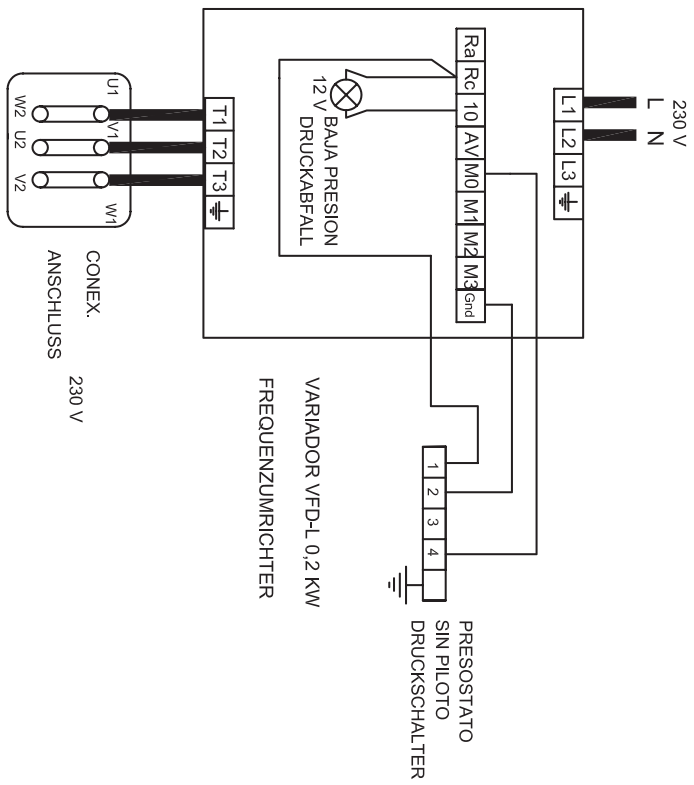 230 V
L
N
L1 L2 L3
Ra Rc 10 AV M0 M1 M2 M3 Gnd
12 V
BAJA PRESION
DRUCKABFALL
T1 T2 T3
U1 V1 W1
W2 U2 V2
CONEX.
ANSCHLUSS
230 V
VARIADOR VFD-L 0,2 KW
FREQUENZUMRICHTER
1 2 3 4
PRESOSTATO
SIN PILOTO
DRUCKSCHALTER